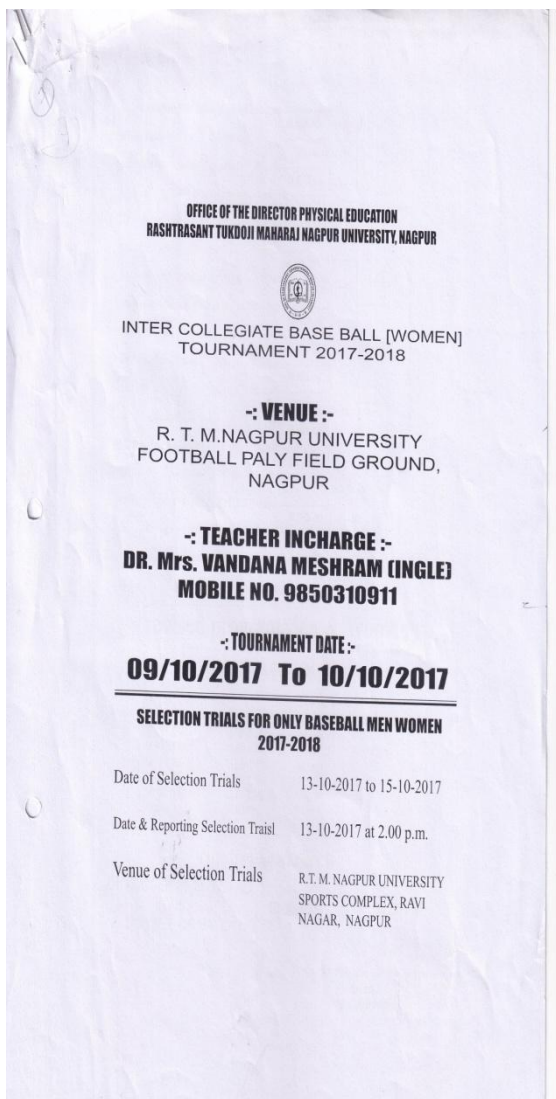 OFFICE OF THE DIRECTOR PHYSICAL EDUCATION
RASHTRASANT TUKDOJI MAHARAJ NAGPUR UNIVERSITY, NAGPUR
INTER COLLEGIATE BASE BALL [WOMEN]
TOURNAMENT 2017-2018
-: VENUE :-
R. T. M.NAGPUR UNIVERSITY
FOOTBALL PALY FIELD GROUND,
NAGPUR
-: TEACHER INCHARGE :-
DR. Mrs. VANDANA MESHRAM (INGLE)
MOBILE NO. 9850310911
-: TOURNAMENT DATE :-
09/10/2017 To 10/10/2017
SELECTION TRIALS FOR ONLY BASEBALL MEN WOMEN
2017-2018
Date of Selection Trials 13-10-2017 to 15-10-2017
Date & Reporting Selection Traisl 13-10-2017 at 2.00 p.m.
Venue of Selection Trials R.T. M. NAGPUR UNIVERSITY
SPORTS COMPLEX, RAVI
NAGAR, NAGPUR